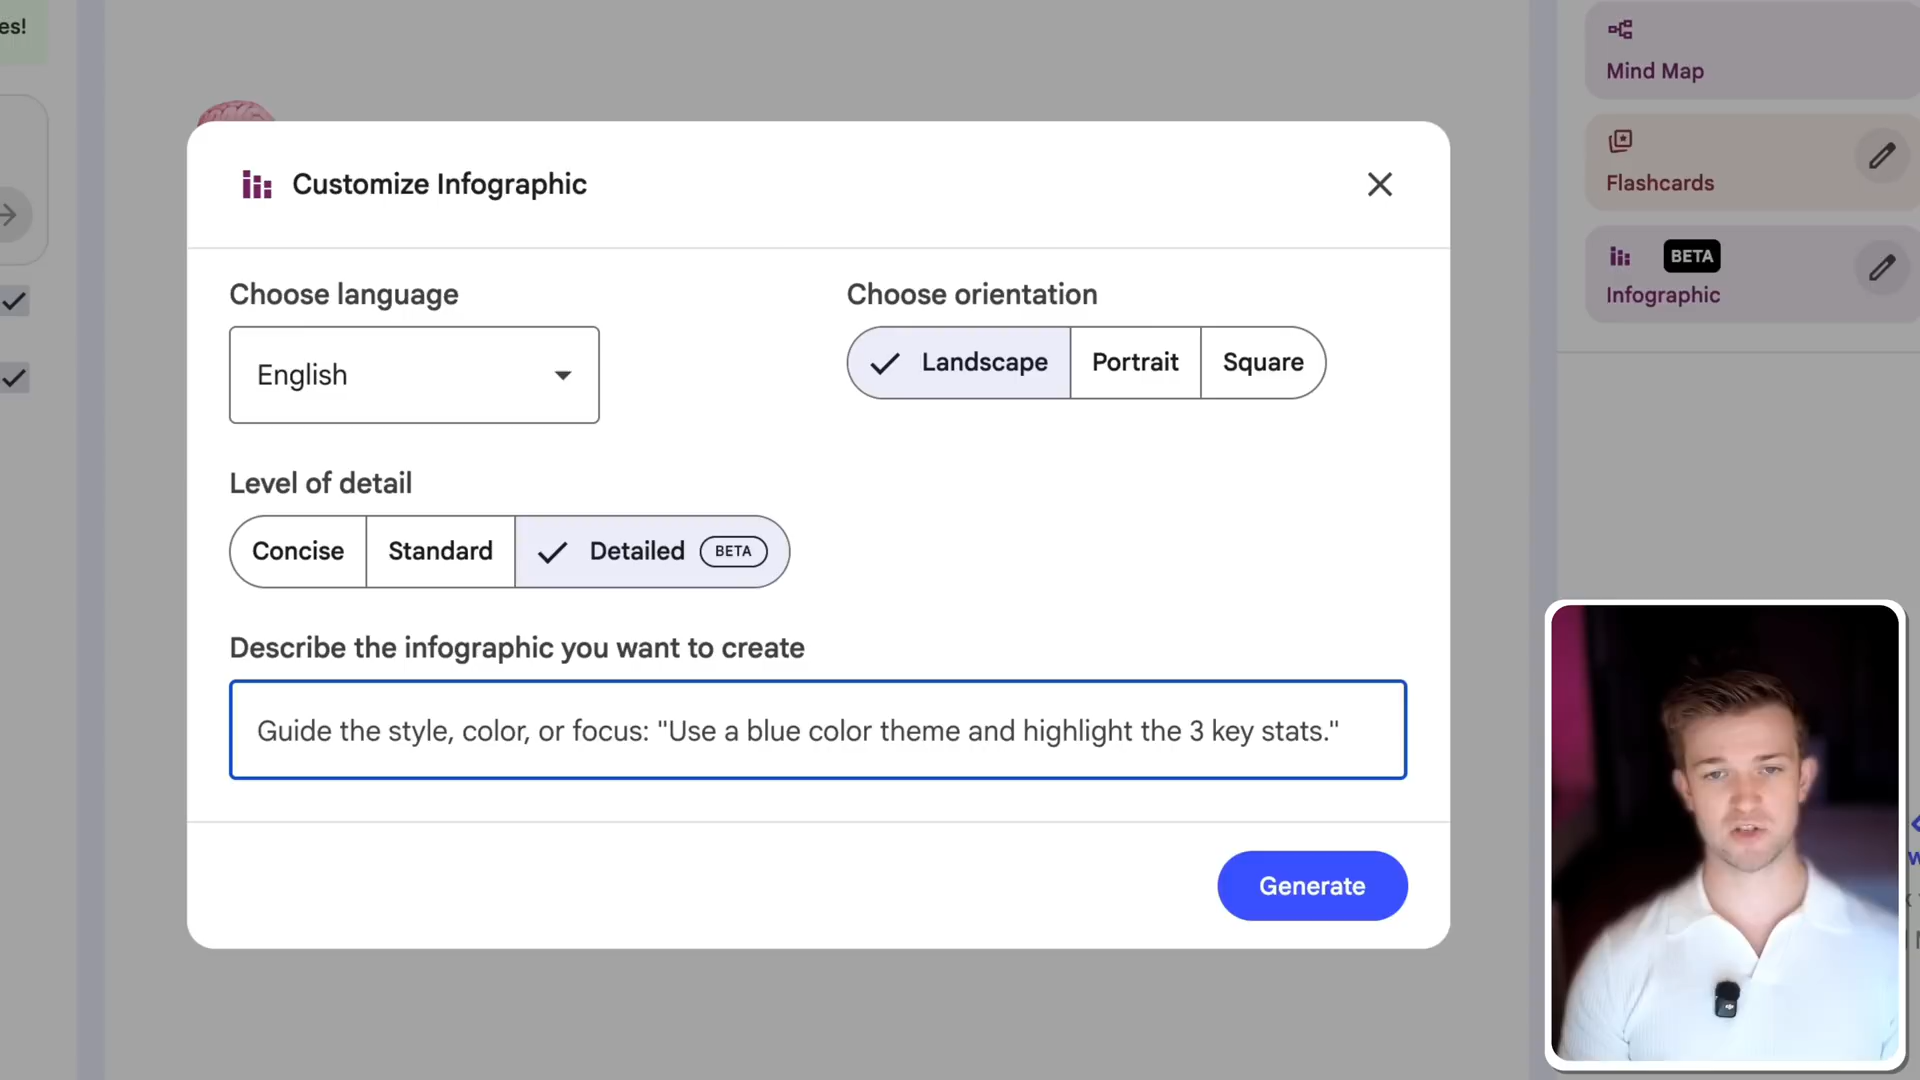 es!
Mind Map
Flashcards
BETA
Infographic
Customize Infographic
Choose language
English
Choose orientation
Landscape
Portrait
Square
Level of detail
Concise
Standard
Detailed
BETA
Describe the infographic you want to create
Guide the style, color, or focus: "Use a blue color theme and highlight the 3 key stats."
Generate